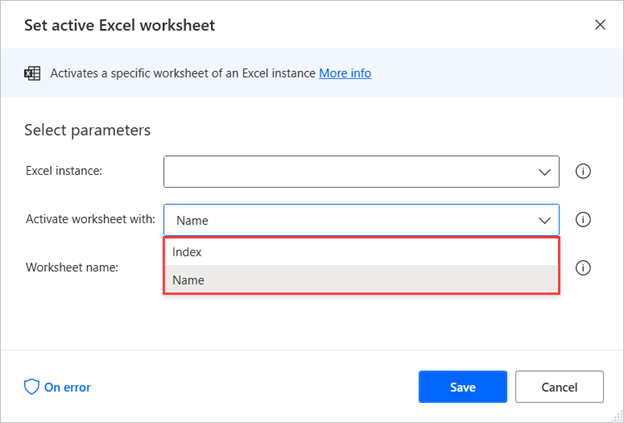 Set active Excel worksheet
Activates a specific worksheet of an Excel instance More info
Select parameters
Excel instance:
Activate worksheet with: Name
Index
Worksheet name:
Name
On error Save Cancel